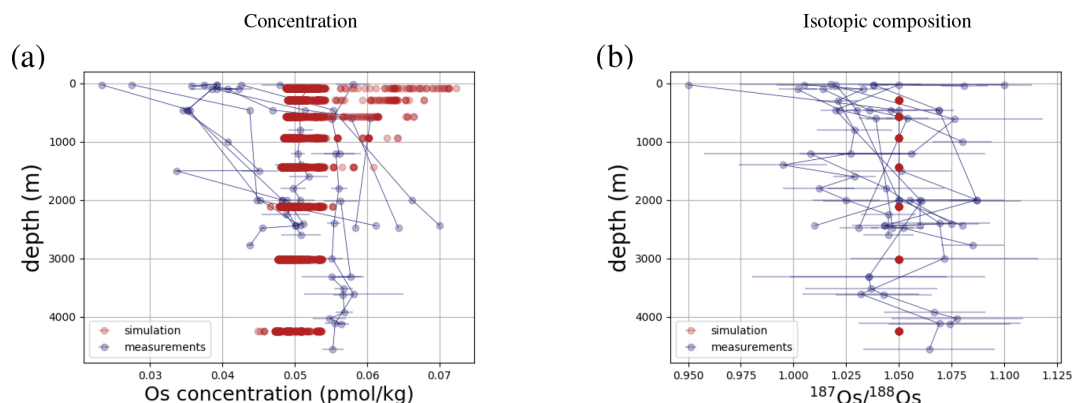 Concentration
Isotopic composition
(a)
(b)
0
1000
2000
3000
4000
depth (m)
simulation
measurements
0.03
0.04
0.05
0.06
0.07
Os concentration (pmol/kg)
0
1000
2000
3000
4000
depth (m)
simulation
measurements
0.950
0.975
1.000
1.025
1.050
1.075
1.100
1.125
¹⁸⁷Os/¹⁸⁸Os